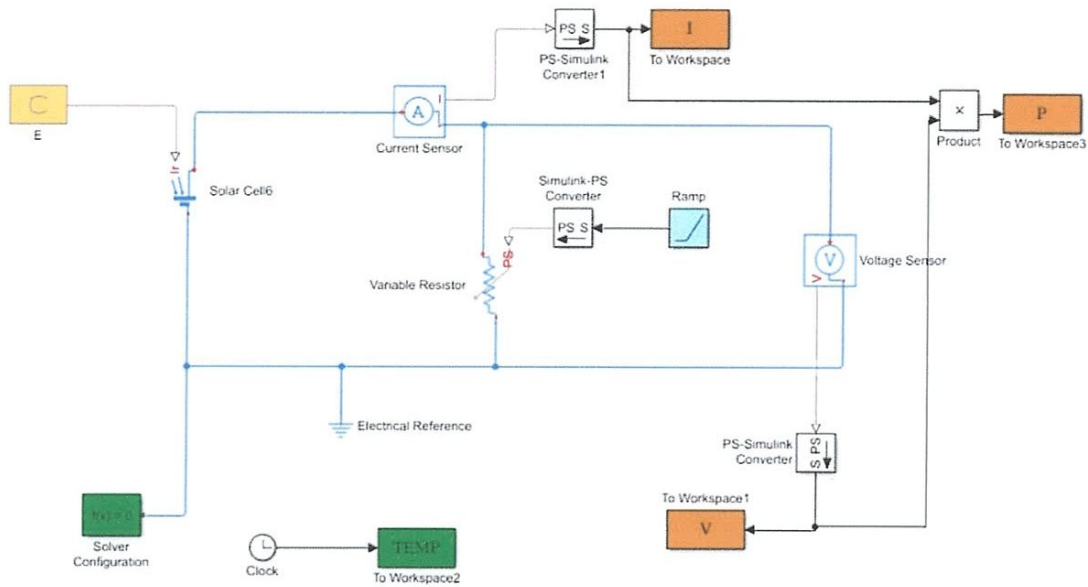 PS S
I
PS-Simulink
Converter1
To Workspace
C
E
A
I
Current Sensor
×
Product
P
To Workspace3
Ir
Solar Cell6
Simulink-PS
Converter
PS S
Ramp
PS
Variable Resistor
V
V
Voltage Sensor
Electrical Reference
PS-Simulink
Converter
S PS
To Workspace1
V
f(x) = 0
Solver
Configuration
Clock
TEMP
To Workspace2